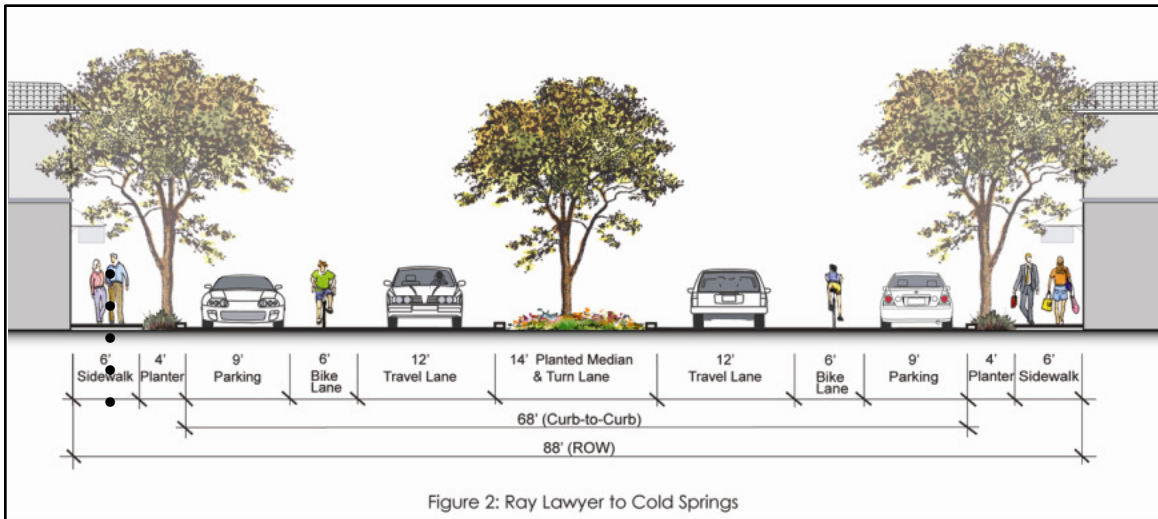 6' 4' 9' 6' 12' 14' Planted Median 12' 6' 9' 4' 6'
Sidewalk Planter Parking Bike Travel Lane & Turn Lane Travel Lane Bike Parking Planter Sidewalk
Lane Lane
68' (Curb-to-Curb)
88' (ROW)
Figure 2: Ray Lawyer to Cold Springs